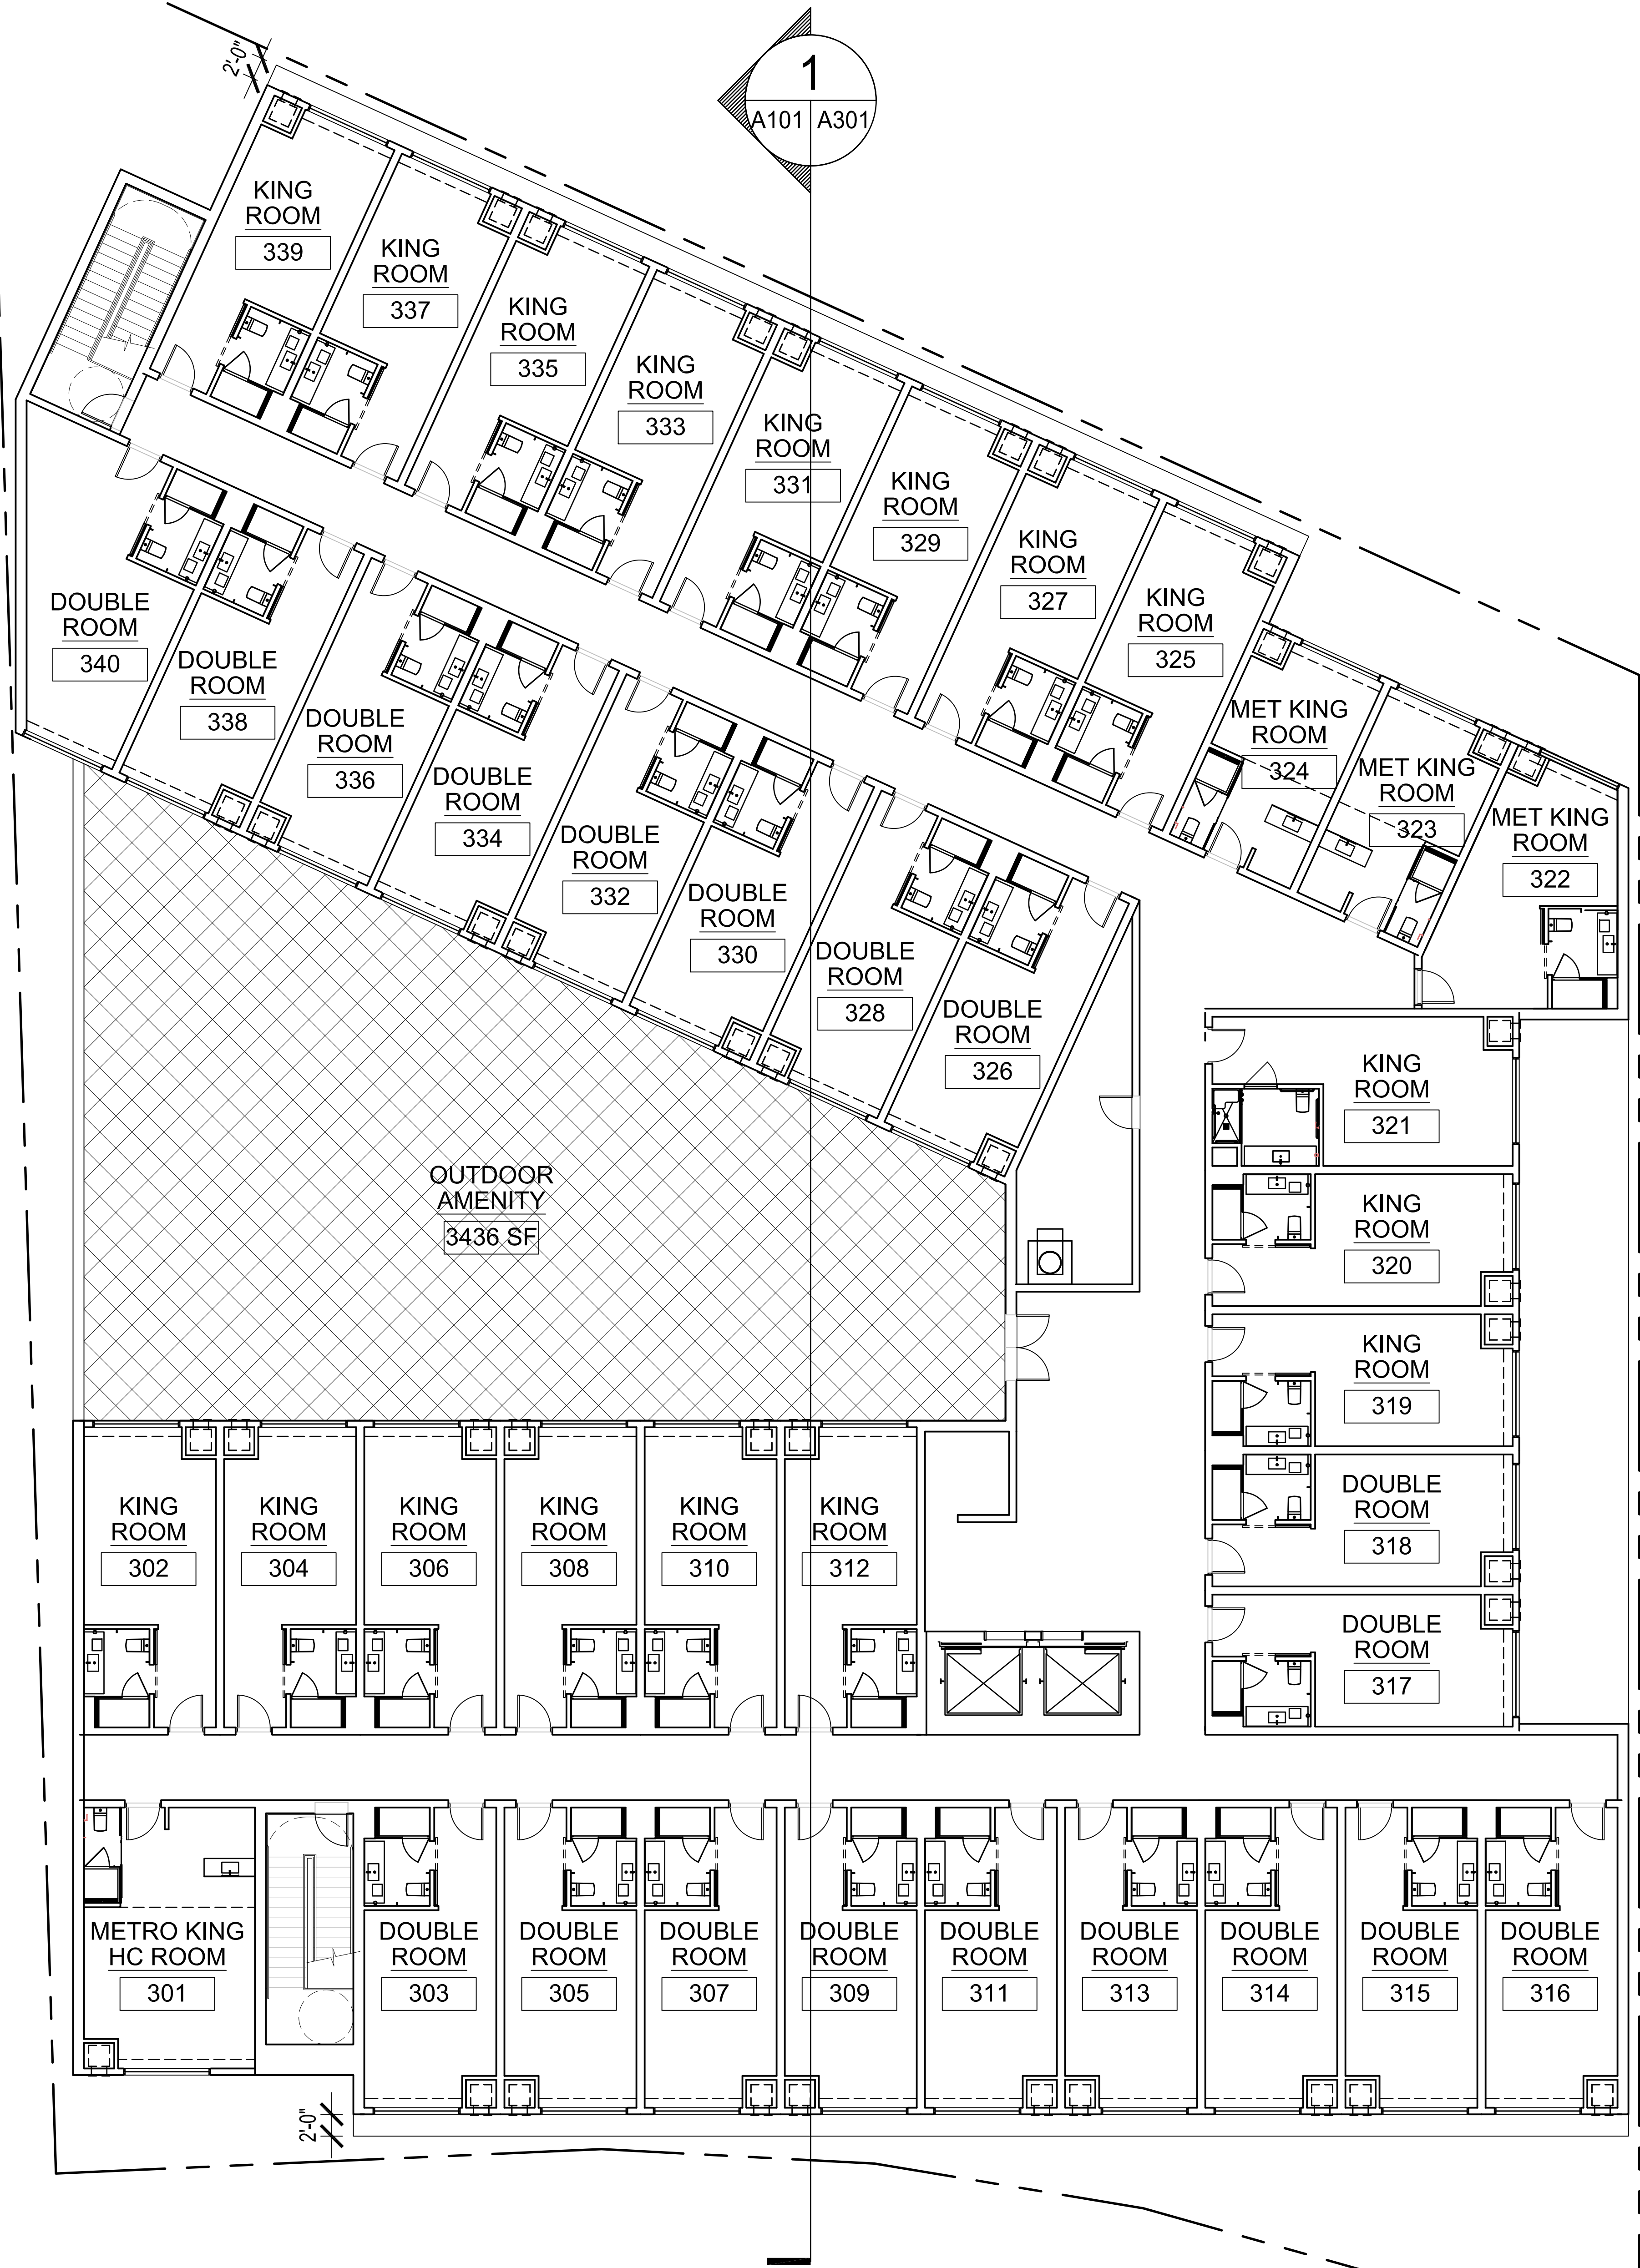 2'-0"
1
A101 A301
KING
ROOM
339
KING
ROOM
337
KING
ROOM
335
KING
ROOM
333
KING
ROOM
331
KING
ROOM
329
KING
ROOM
327
KING
ROOM
325
MET KING
ROOM
324
MET KING
ROOM
323
MET KING
ROOM
322
DOUBLE
ROOM
340
DOUBLE
ROOM
338
DOUBLE
ROOM
336
DOUBLE
ROOM
334
DOUBLE
ROOM
332
DOUBLE
ROOM
330
DOUBLE
ROOM
328
DOUBLE
ROOM
326
KING
ROOM
321
KING
ROOM
320
KING
ROOM
319
DOUBLE
ROOM
318
DOUBLE
ROOM
317
OUTDOOR
AMENITY
3436 SF
KING
ROOM
302
KING
ROOM
304
KING
ROOM
306
KING
ROOM
308
KING
ROOM
310
KING
ROOM
312
METRO KING
HC ROOM
301
DOUBLE
ROOM
303
DOUBLE
ROOM
305
DOUBLE
ROOM
307
DOUBLE
ROOM
309
DOUBLE
ROOM
311
DOUBLE
ROOM
313
DOUBLE
ROOM
314
DOUBLE
ROOM
315
DOUBLE
ROOM
316
2'-0"